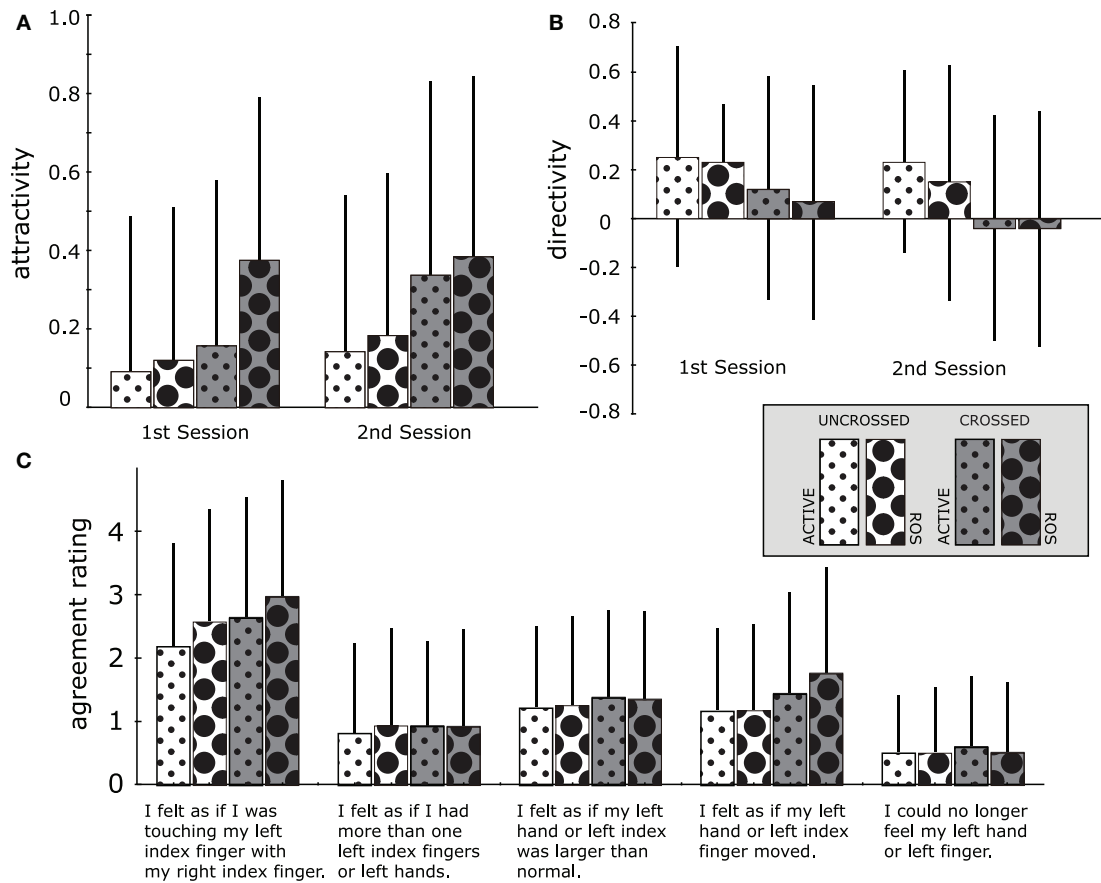 A
1.0
0.8
0.6
0.4
0.2
0
attractivity
1st Session
2nd Session
B
0.8
0.6
0.4
0.2
0
-0.2
-0.4
-0.6
-0.8
directivity
1st Session
2nd Session
UNCROSSED
CROSSED
ACTIVE
ROS
ACTIVE
ROS
C
4
3
2
1
0
agreement rating
I felt as if I was
touching my left
index finger with
my right index finger.
I felt as if I had
more than one
left index fingers
or left hands.
I felt as if my left
hand or left index
was larger than
normal.
I felt as if my left
hand or left index
finger moved.
I could no longer
feel my left hand
or left finger.